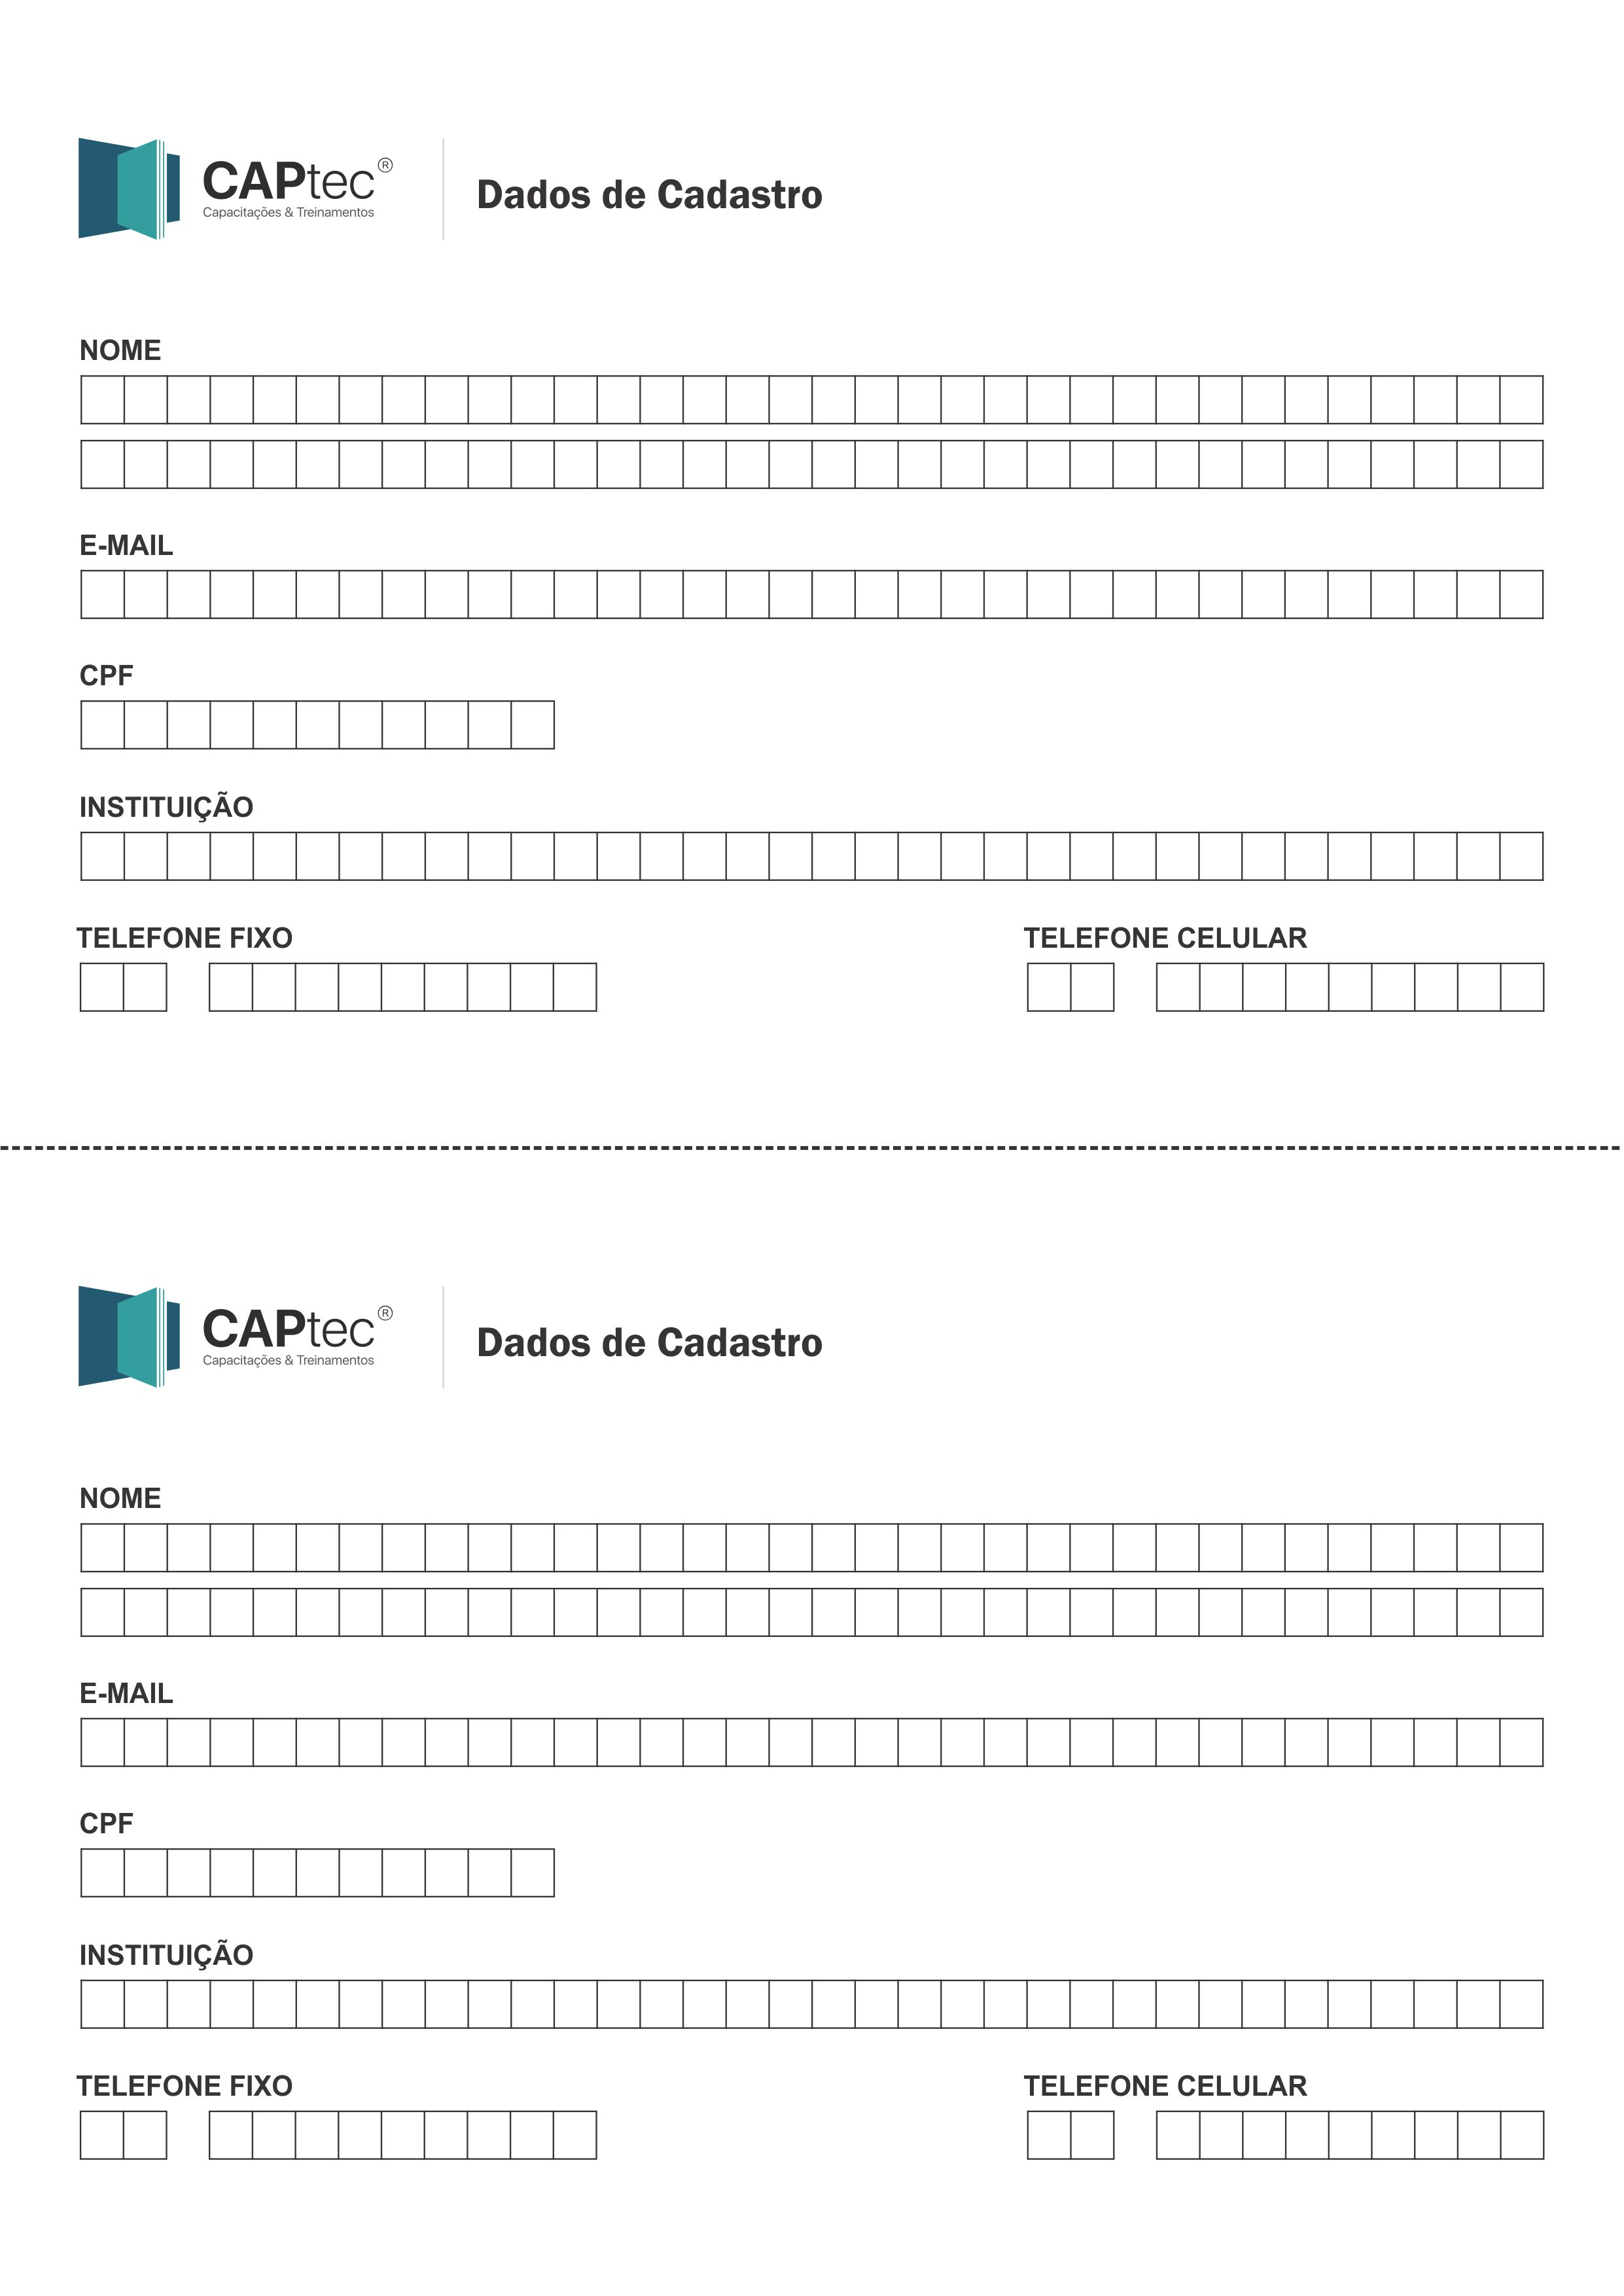 CAPtec®
Capacitações & Treinamentos
Dados de Cadastro
NOME
E-MAIL
CPF
INSTITUIÇÃO
TELEFONE FIXO TELEFONE CELULAR
CAPtec®
Capacitações & Treinamentos
Dados de Cadastro
NOME
E-MAIL
CPF
INSTITUIÇÃO
TELEFONE FIXO TELEFONE CELULAR